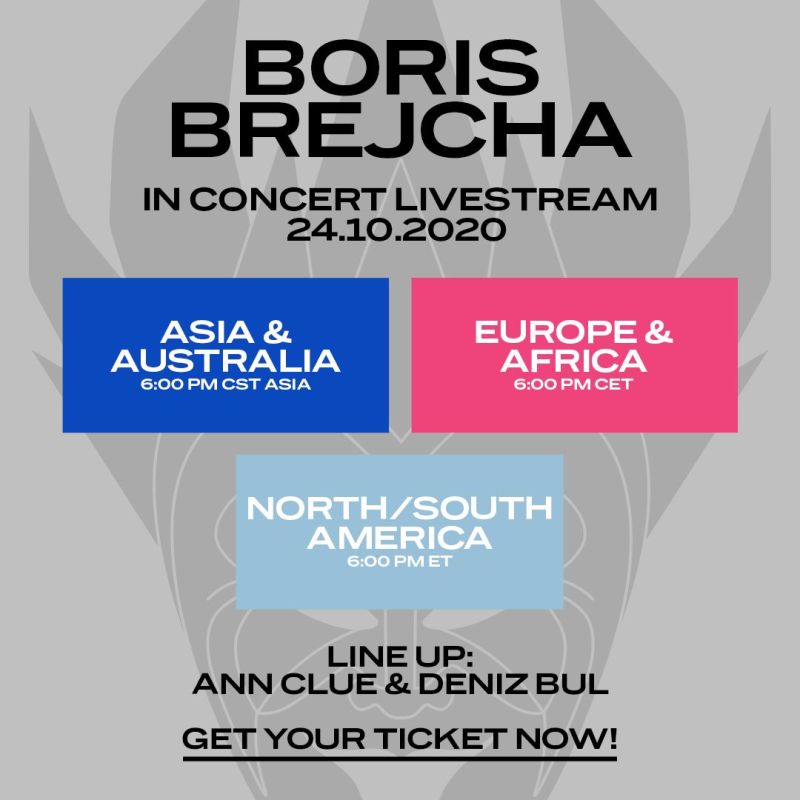 BORIS
BREJCHA
IN CONCERT LIVESTREAM
24.10.2020
ASIA &
AUSTRALIA
6:00 PM CST ASIA
EUROPE &
AFRICA
6:00 PM CET
NORTH/SOUTH
AMERICA
6:00 PM ET
LINE UP:
ANN CLUE & DENIZ BUL
GET YOUR TICKET NOW!